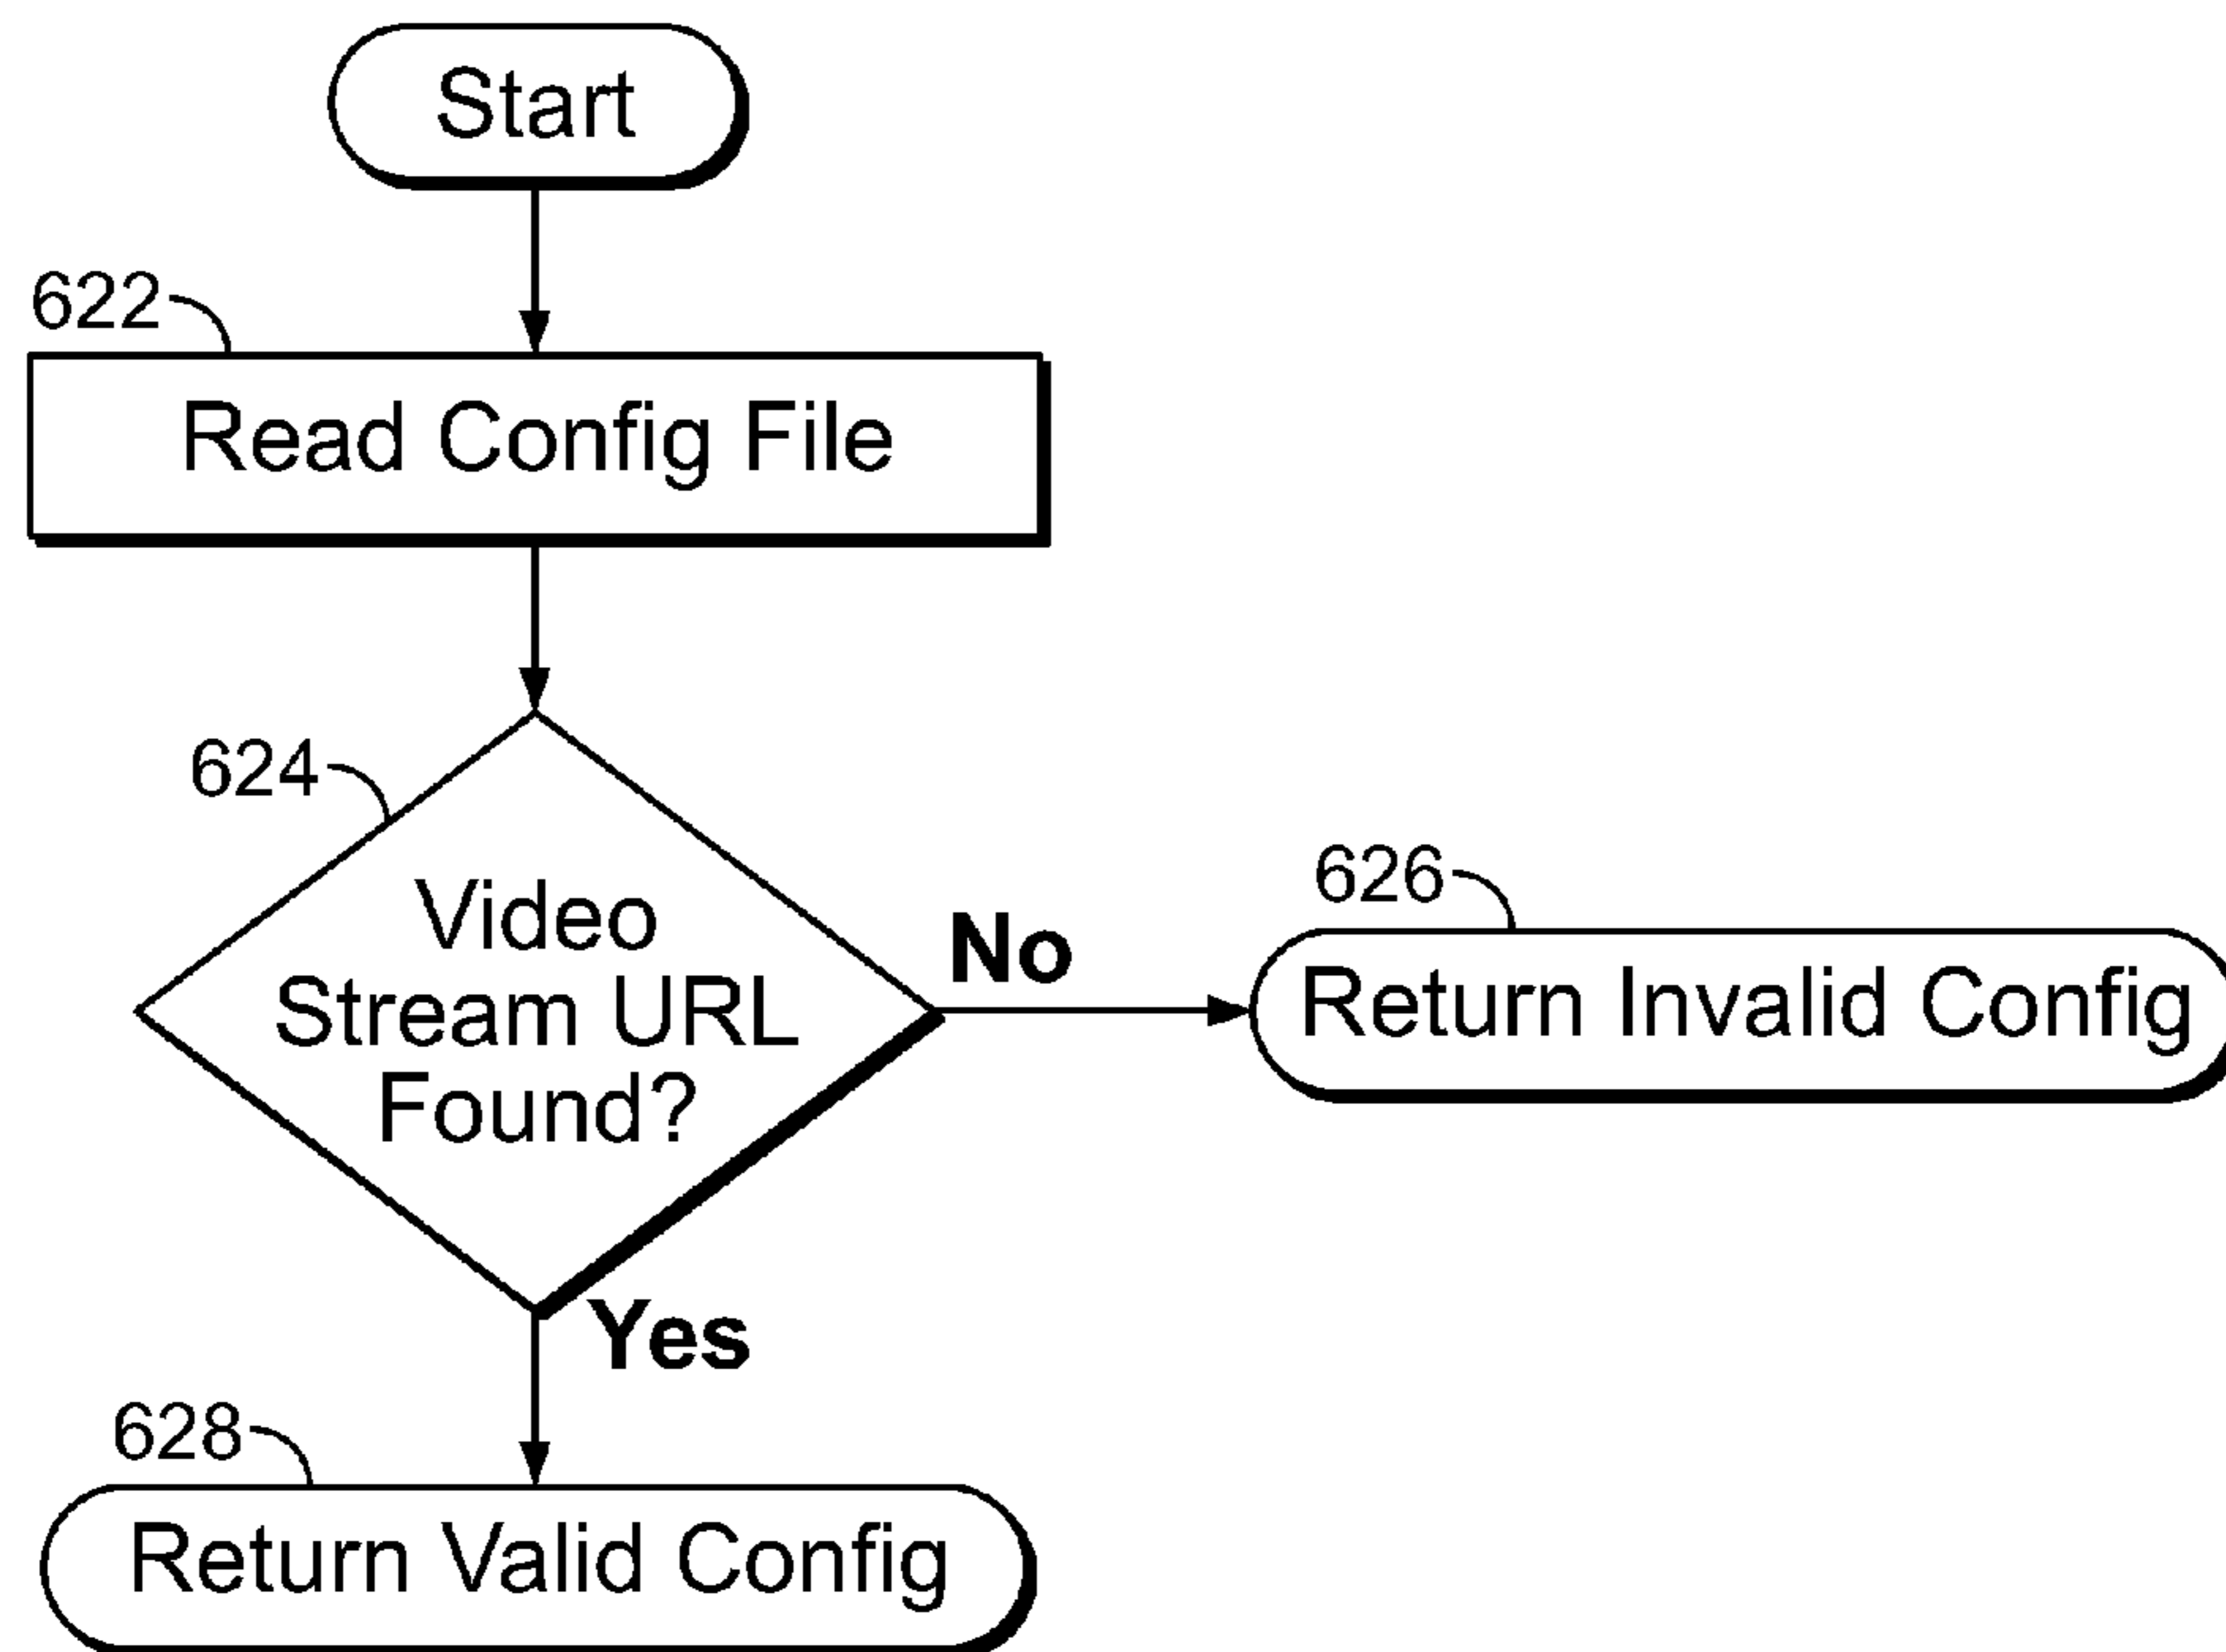 Start
622
Read Config File
624
Video
Stream URL
Found?
No
626
Return Invalid Config
Yes
628
Return Valid Config